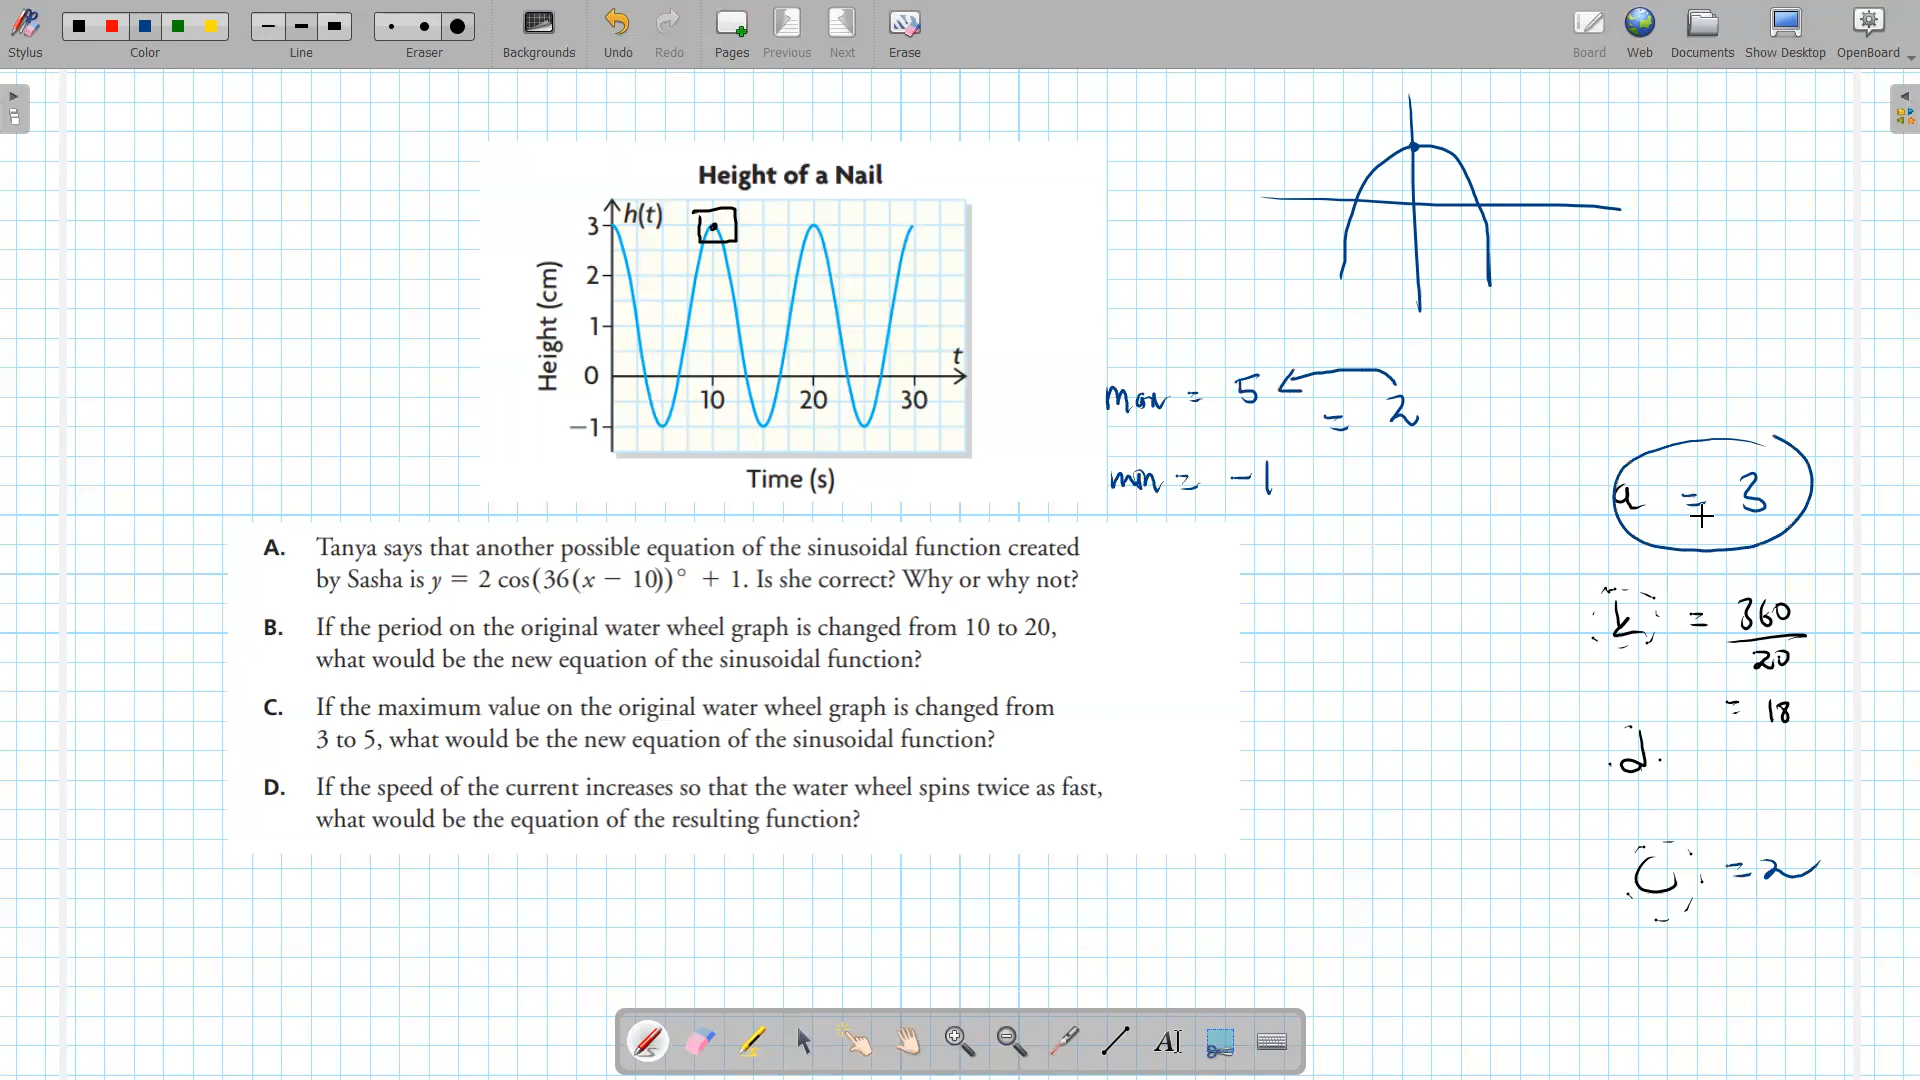 Stylus
Color
Line
Eraser
Backgrounds
Undo
Redo
Pages
Previous
Next
Erase
Board
Web
Documents
Show Desktop
OpenBoard
Height of a Nail
h(t)
3
2
1
0
−1
10
20
30
t
Height (cm)
Time (s)
max = 5
= 2
min = -1
a = 3
k = 360
20
= 18
d
C = 2
A. Tanya says that another possible equation of the sinusoidal function created
by Sasha is y = 2 cos(36(x − 10))° + 1. Is she correct? Why or why not?
B. If the period on the original water wheel graph is changed from 10 to 20,
what would be the new equation of the sinusoidal function?
C. If the maximum value on the original water wheel graph is changed from
3 to 5, what would be the new equation of the sinusoidal function?
D. If the speed of the current increases so that the water wheel spins twice as fast,
what would be the equation of the resulting function?